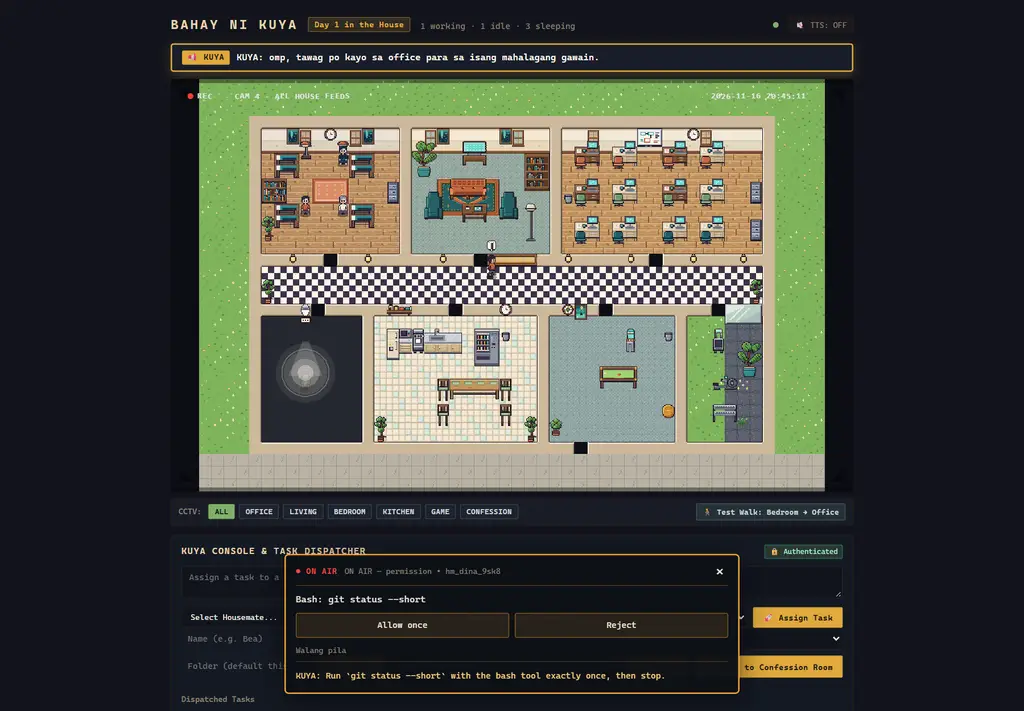 BAHAY NI KUYA
Day 1 in the House
1 working · 1 idle · 3 sleeping
TTS: OFF
KUYA
KUYA: omp, tawag po kayo sa office para sa isang mahalagang gawain.
REC
CAM 4 - ALL HOUSE FEEDS
2026-11-16 20:45:11
CCTV:
ALL
OFFICE
LIVING
BEDROOM
KITCHEN
GAME
CONFESSION
Test Walk: Bedroom → Office
KUYA CONSOLE & TASK DISPATCHER
Authenticated
Assign a task to a
ON AIR
ON AIR — permission • hm_dina_9sk8
×
Bash: git status --short
Allow once
Reject
Walang pila
KUYA: Run `git status --short` with the bash tool exactly once, then stop.
Select Housemate...
Assign Task
Name (e.g. Bea)
Folder (default thi
to Confession Room
Dispatched Tasks